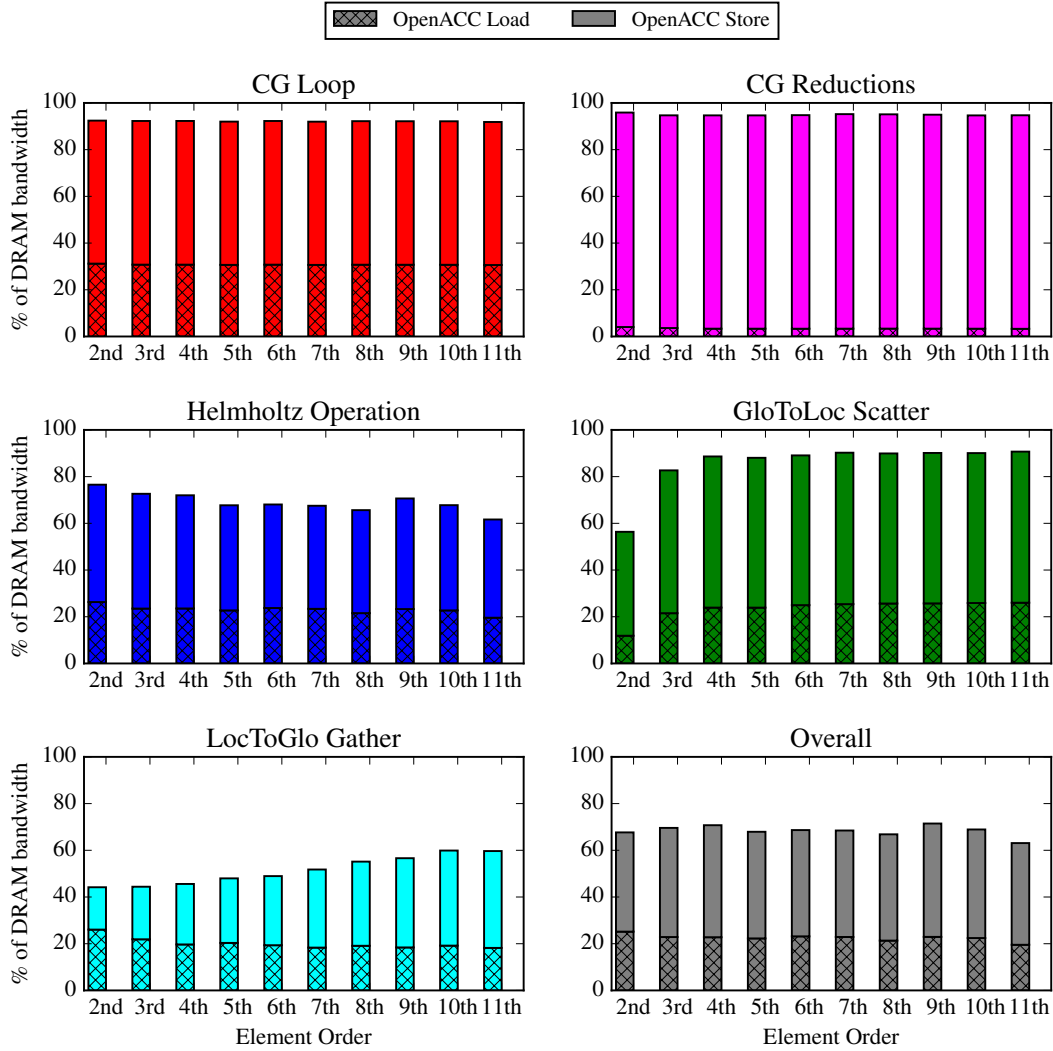 OpenACC Load OpenACC Store
CG Loop
% of DRAM bandwidth
100
80
60
40
20
0
2nd 3rd 4th 5th 6th 7th 8th 9th 10th 11th
CG Reductions
100
80
60
40
20
0
2nd 3rd 4th 5th 6th 7th 8th 9th 10th 11th
Helmholtz Operation
% of DRAM bandwidth
100
80
60
40
20
0
2nd 3rd 4th 5th 6th 7th 8th 9th 10th 11th
GloToLoc Scatter
100
80
60
40
20
0
2nd 3rd 4th 5th 6th 7th 8th 9th 10th 11th
LocToGlo Gather
% of DRAM bandwidth
100
80
60
40
20
0
2nd 3rd 4th 5th 6th 7th 8th 9th 10th 11th
Element Order
Overall
100
80
60
40
20
0
2nd 3rd 4th 5th 6th 7th 8th 9th 10th 11th
Element Order